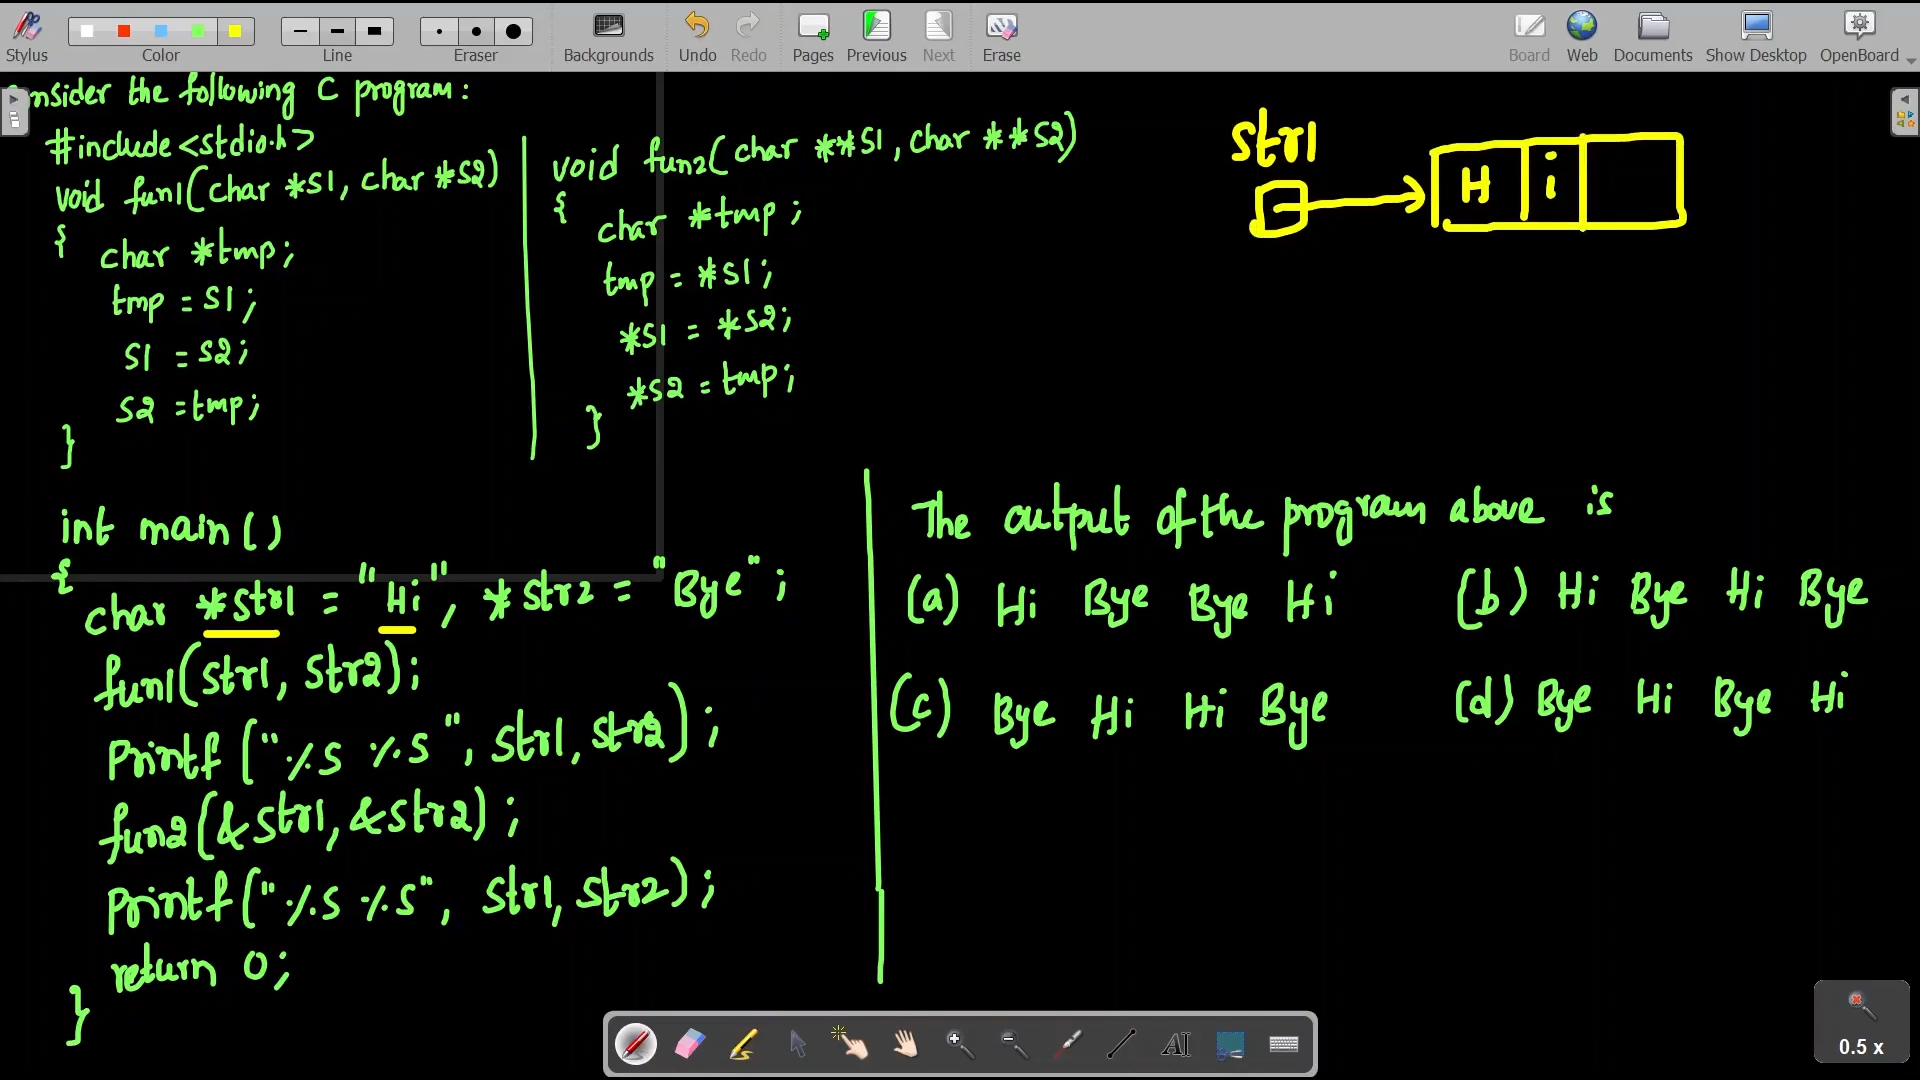 Stylus Color Line Eraser Backgrounds Undo Redo Pages Previous Next Erase Board Web Documents Show Desktop OpenBoard
nsider the following C program:
#include<stdio.h>
void fun1(char *S1, char *S2)
{
char *tmp;
tmp = S1;
S1 = S2;
S2 = tmp;
}
void fun2(char **S1, char **S2)
{
char *tmp;
tmp = *S1;
*S1 = *S2;
*S2 = tmp;
}
str1
H i
int main()
{
char *str1 = "Hi", *str2 = "Bye";
fun1(str1, str2);
printf("%s %s", str1, str2);
fun2(&str1, &str2);
printf("%s %s", str1, str2);
return 0;
}
The output of the program above is
(a) Hi Bye Bye Hi (b) Hi Bye Hi Bye
(c) Bye Hi Hi Bye (d) Bye Hi Bye Hi
0.5 x